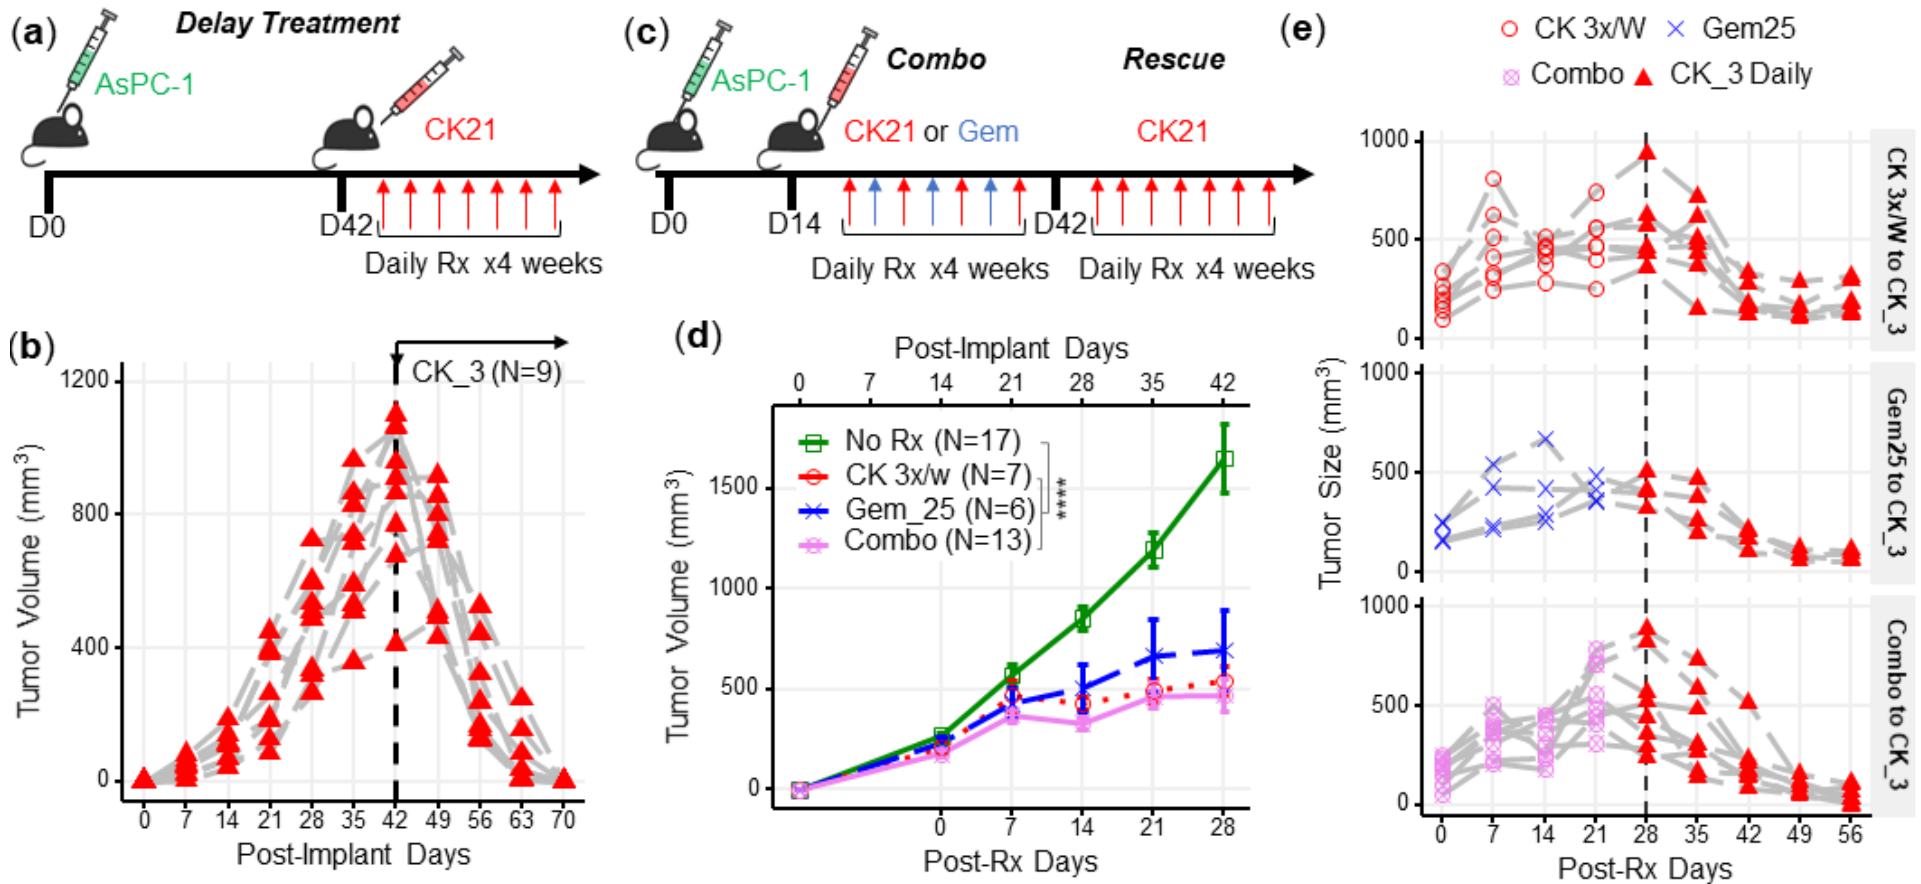 (a)
Delay Treatment
AsPC-1
CK21
D0
D42
Daily Rx x4 weeks
(b)
CK_3 (N=9)
Tumor Volume (mm³)
1200
800
400
0
0 7 14 21 28 35 42 49 56 63 70
Post-Implant Days
(c)
Combo
Rescue
AsPC-1
CK21 or Gem
CK21
D0
D14
D42
Daily Rx x4 weeks
Daily Rx x4 weeks
(d)
Post-Implant Days
0 7 14 21 28 35 42
No Rx (N=17)
CK 3x/w (N=7)
Gem_25 (N=6)
Combo (N=13)
****
Tumor Volume (mm³)
1500
1000
500
0
0 7 14 21 28
Post-Rx Days
(e)
CK 3x/W
Gem25
Combo
CK_3 Daily
Tumor Size (mm³)
1000
500
0
CK 3x/W to CK_3
1000
500
0
Gem25 to CK_3
1000
500
0
Combo to CK_3
0 7 14 21 28 35 42 49 56
Post-Rx Days